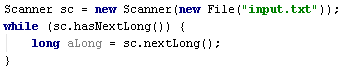 Scanner sc = new Scanner(new File("input.txt"));
while (sc.hasNextLong()) {
    long aLong = sc.nextLong();
}